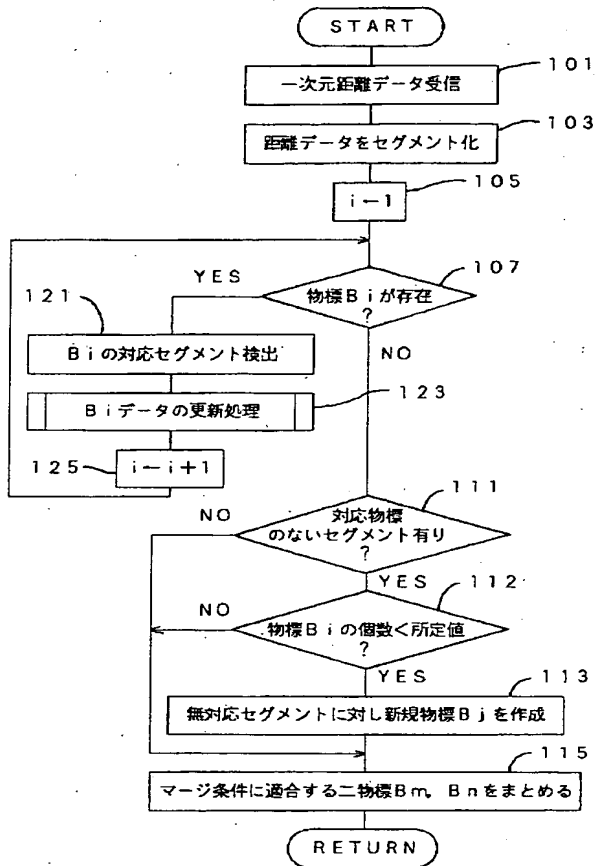 START
一次元距離データ受信
101
距離データをセグメント化
103
i←1
105
物標Biが存在
?
107
YES
NO
121
Biの対応セグメント検出
Biデータの更新処理
123
125
i←i+1
対応物標
のないセグメント有り
?
111
NO
YES
112
物標Biの個数く所定値
?
NO
YES
113
無対応セグメントに対し新規物標Bjを作成
115
マージ条件に適合する二物標Bm，Bnをまとめる
RETURN